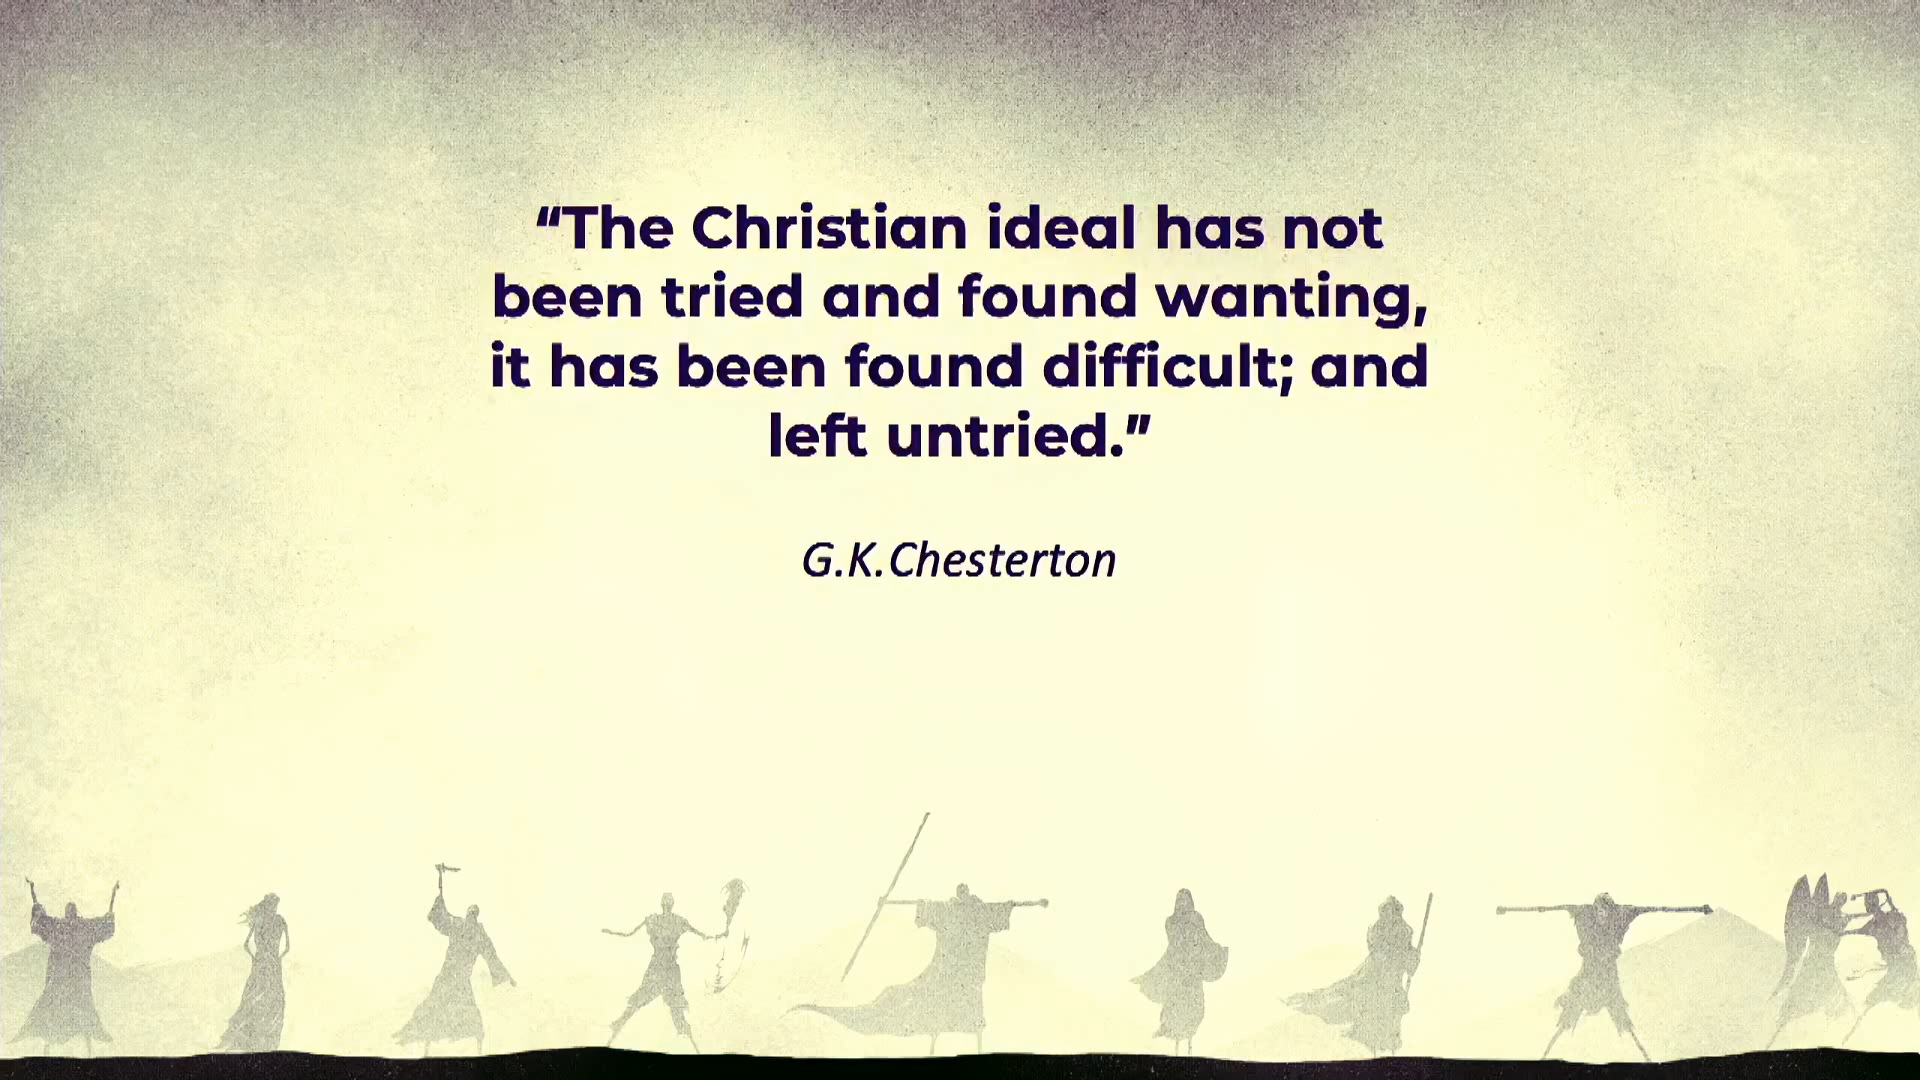 “The Christian ideal has not
been tried and found wanting,
it has been found difficult; and
left untried.”
G.K.Chesterton